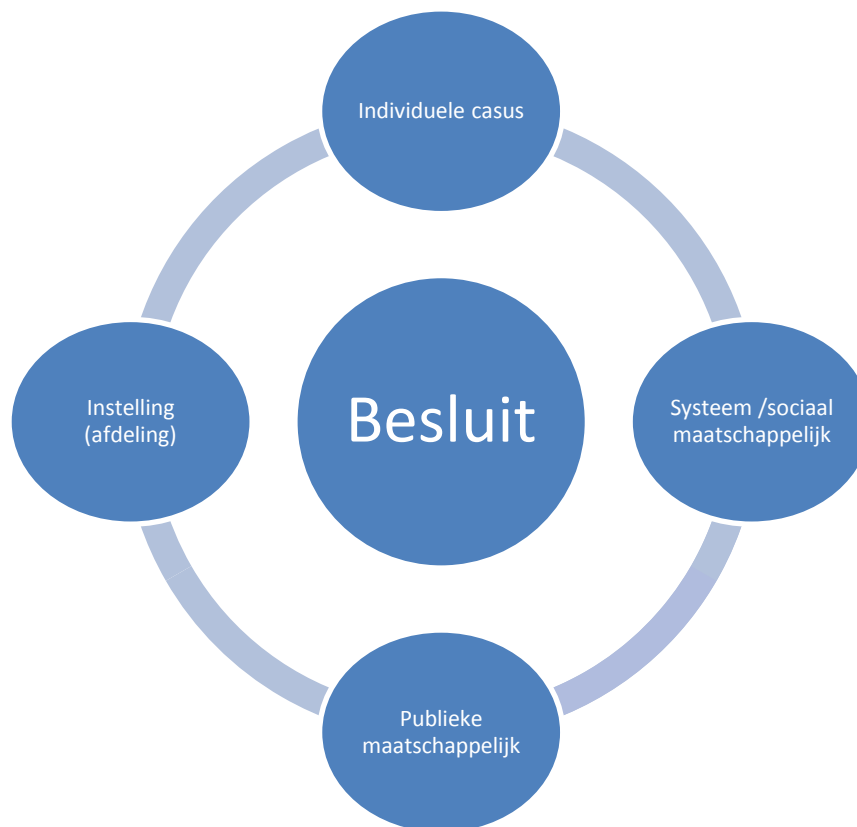 Individuele casus
Instelling
(afdeling)
Besluit
Systeem /sociaal
maatschappelijk
Publieke
maatschappelijk